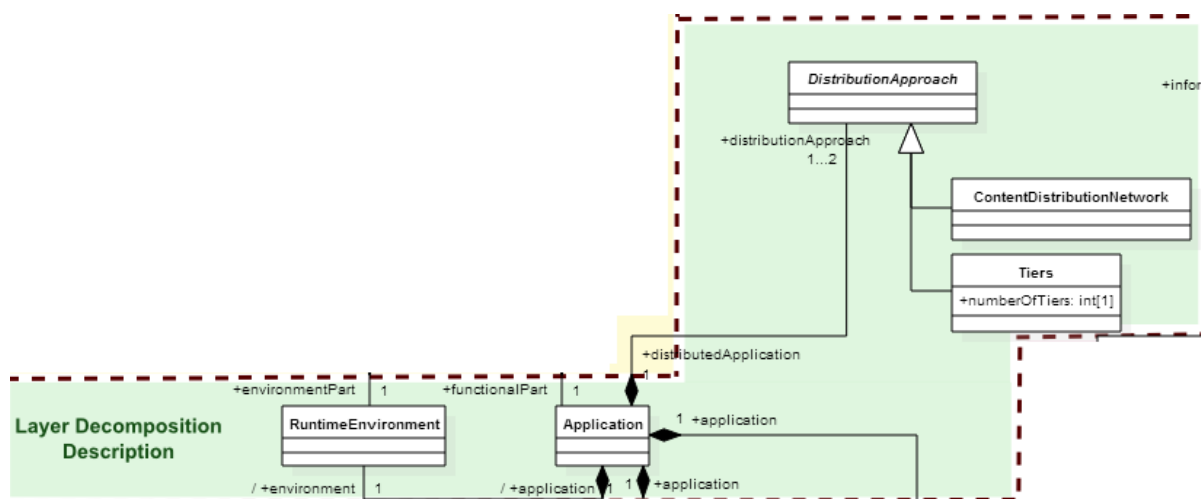 DistributionApproach
+infor
+distributionApproach
1...2
ContentDistributionNetwork
Tiers
+numberOfTiers: int[1]
+distributedApplication
1
+environmentPart 1
+functionalPart 1
Layer Decomposition
Description
RuntimeEnvironment
Application
1 +application
/ +environment 1
/ +application 1
1 +application